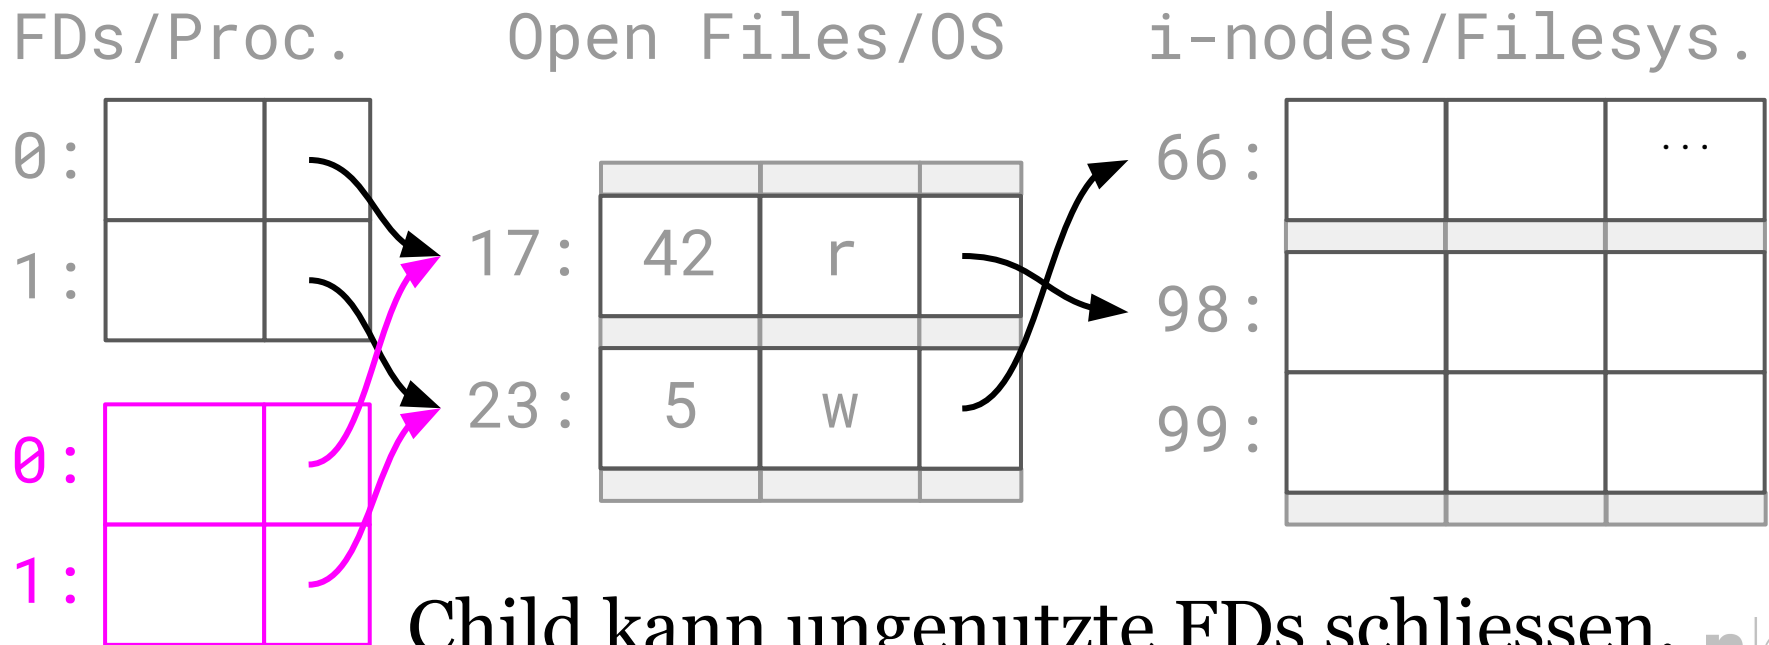 FDs/Proc. Open Files/OS i-nodes/Filesys.
0: 66: ...
1: 17: 42 r 98:
23: 5 w 99:
0:
1:
Child kann ungenutzte FDs schliessen.